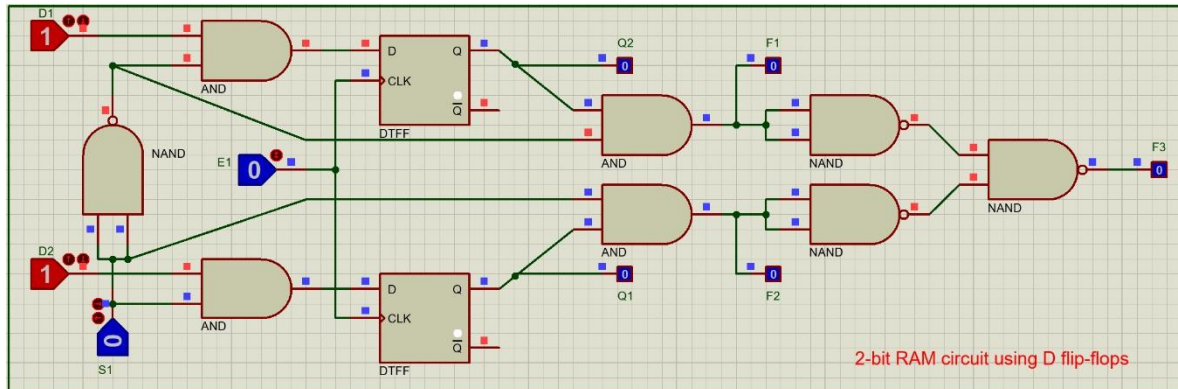 D1
1
AND
D
Q
CLK
Q
DTFF
Q2
0
F1
0
AND
NAND
NAND
E1
0
F3
0
NAND
AND
NAND
D2
1
AND
D
Q
CLK
Q
DTFF
0
Q1
0
F2
0
S1
2-bit RAM circuit using D flip-flops